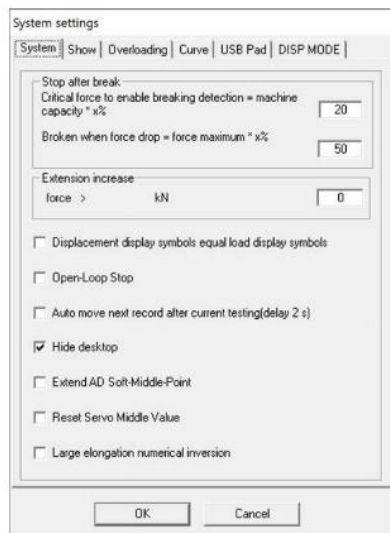 System settings
System Show Overloading Curve USB Pad DISP MODE
Stop after break
Critical force to enable breaking detection = machine
capacity * x% 20
Broken when force drop = force maximum * x%
50
Extension increase
force > kN 0
Displacement display symbols equal load display symbols
Open-Loop Stop
Auto move next record after current testing(delay 2 s)
Hide desktop
Extend AD Soft-Middle-Point
Reset Servo Middle Value
Large elongation numerical inversion
OK Cancel